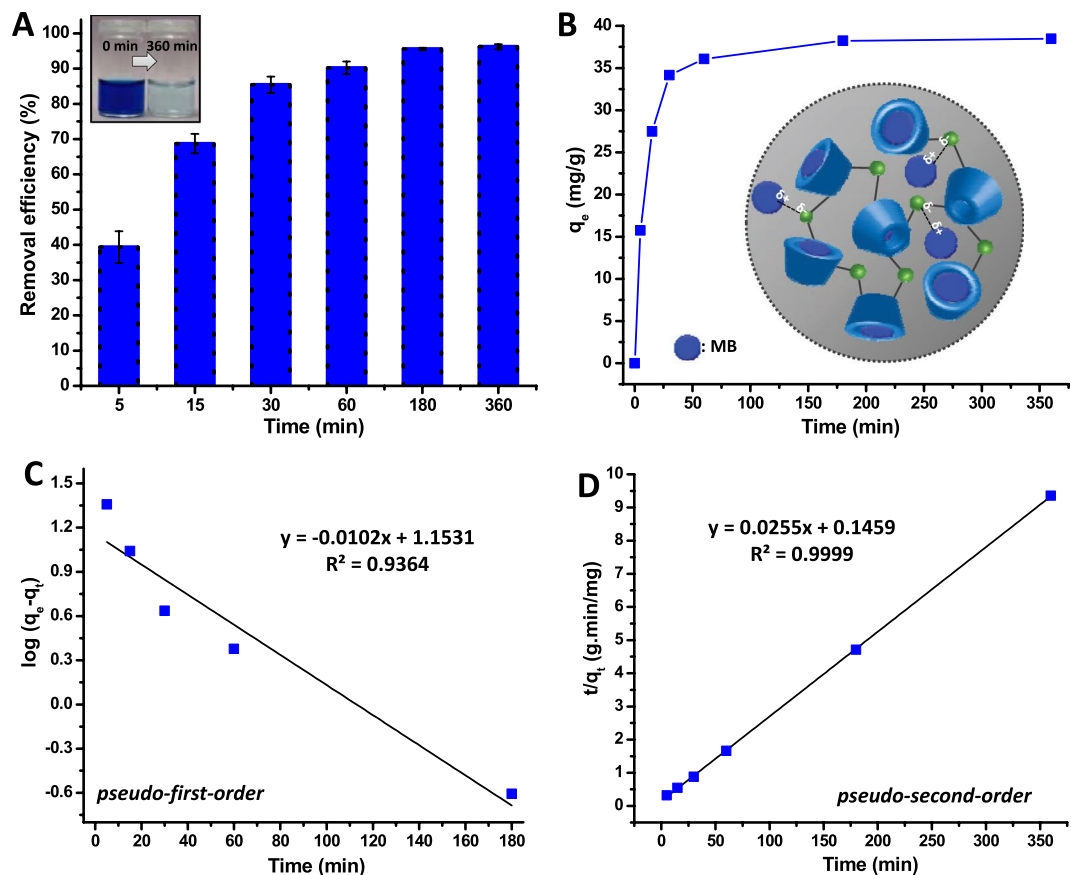 A
0 min 360 min
Removal efficiency (%)
100
90
80
70
60
50
40
30
20
10
0
5 15 30 60 180 360
Time (min)
B
q_e (mg/g)
40
35
30
25
20
15
10
5
0
δ+ δ-
δ+ δ-
δ+ δ-
: MB
0 50 100 150 200 250 300 350
Time (min)
C
log (q_e-q_t)
1.5
1.2
0.9
0.6
0.3
0.0
-0.3
-0.6
y = -0.0102x + 1.1531
R² = 0.9364
pseudo-first-order
0 20 40 60 80 100 120 140 160 180
Time (min)
D
t/q_t (g.min/mg)
10
9
8
7
6
5
4
3
2
1
0
y = 0.0255x + 0.1459
R² = 0.9999
pseudo-second-order
0 50 100 150 200 250 300 350
Time (min)